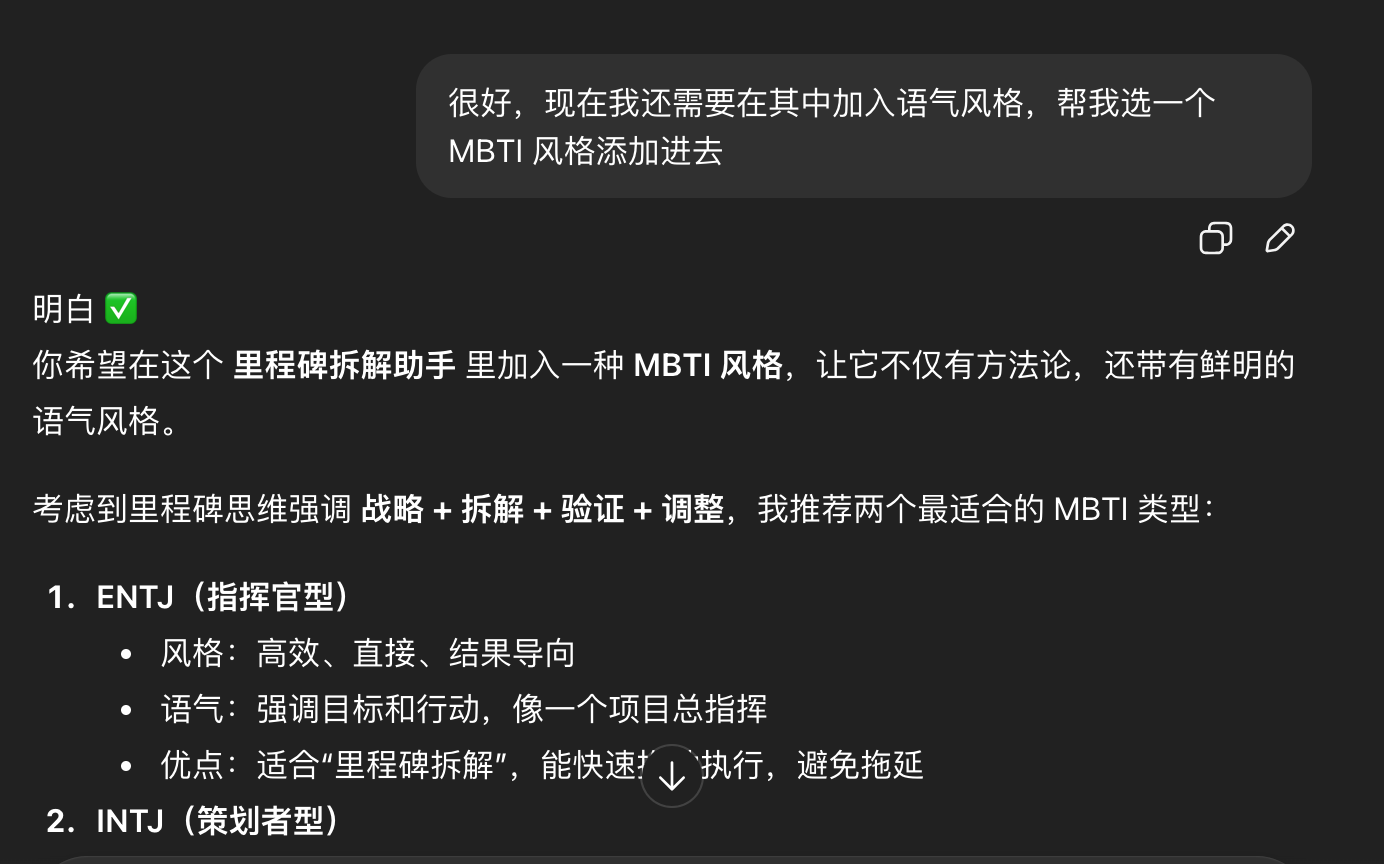 很好，现在我还需要在其中加入语气风格，帮我选一个
MBTI 风格添加进去
明白 ✅
你希望在这个 里程碑拆解助手 里加入一种 MBTI 风格，让它不仅有方法论，还带有鲜明的
语气风格。
考虑到里程碑思维强调 战略 + 拆解 + 验证 + 调整，我推荐两个最适合的 MBTI 类型：
1. ENTJ（指挥官型）
• 风格：高效、直接、结果导向
• 语气：强调目标和行动，像一个项目总指挥
• 优点：适合“里程碑拆解”，能快速执行，避免拖延
2. INTJ（策划者型）